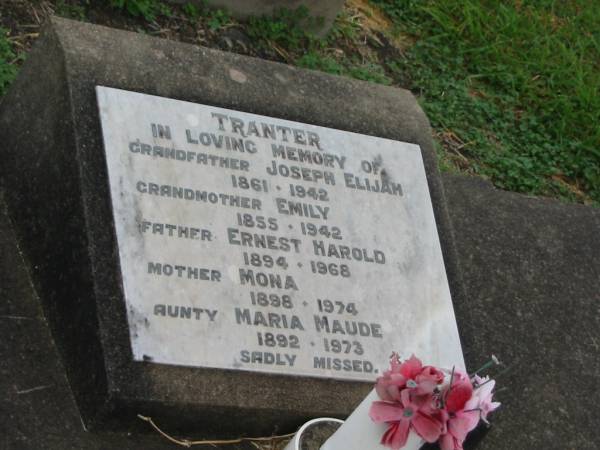 TRANTER
IN LOVING MEMORY OF
GRANDFATHER JOSEPH ELIJAH
1861 · 1942
GRANDMOTHER EMILY
1855 · 1942
FATHER ERNEST HAROLD
1894 · 1968
MOTHER MONA
1898 · 1974
AUNTY MARIA MAUDE
1892 · 1973
SADLY MISSED.